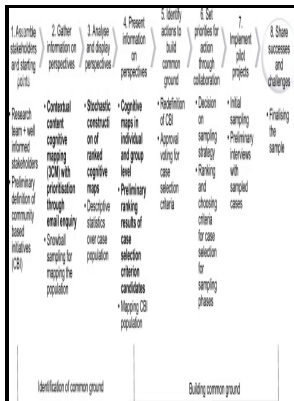 1. Assemble
stakeholders
and starting
points
2. Gather
information on
perspectives
3. Analyse
and display
perspectives
4. Present
information
on
perspectives
5. Identify
actions to
build
common
ground
6. Set
priorities for
action
through
collaboration
7.
Implement
pilot
projects
8. Share
successes
and
challenges
• Research
team + well
informed
stakeholders
• Preliminary
definition of
community
based
initiatives
(CBI)
• Contextual
content
cognitive
mapping
(3CM) with
prioritisation
through
email enquiry
• Snowball
sampling for
mapping the
population
• Stochastic
constructi
on of
ranked
cognitive
maps
• Descriptive
statistics
over case
population
• Cognitive
maps in
individual
and group
level
• Preliminary
ranking
results of
case
selection
criterion
candidates
• Mapping CBI
population
• Redefinition
of CBI
• Approval
voting for
case
selection
criteria
• Decision
on
sampling
strategy
• Ranking
and
choosing
criteria
for case
selection
for
sampling
phases
• Initial
sampling
• Preliminary
interviews
with
sampled
cases
• Finalising
the
sample
Identification of common ground
Building common ground